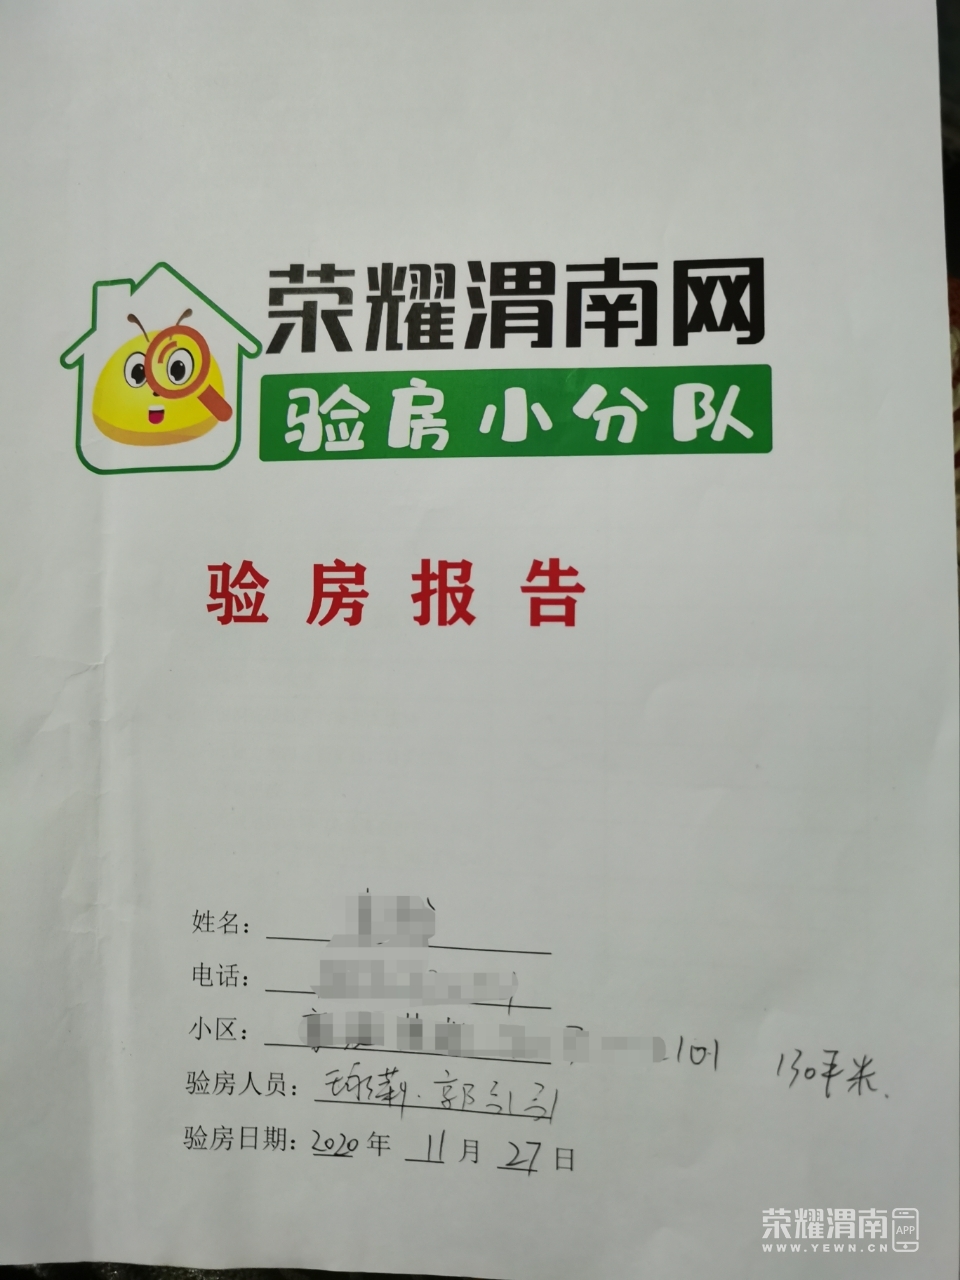 荣耀渭南网
验房小分队
验房报告
姓名:
电话:
小区: 2101 130平米.
验房人员:
验房日期: 2020年 11月 27日
荣耀渭南 APP
WWW.YEWN.CN